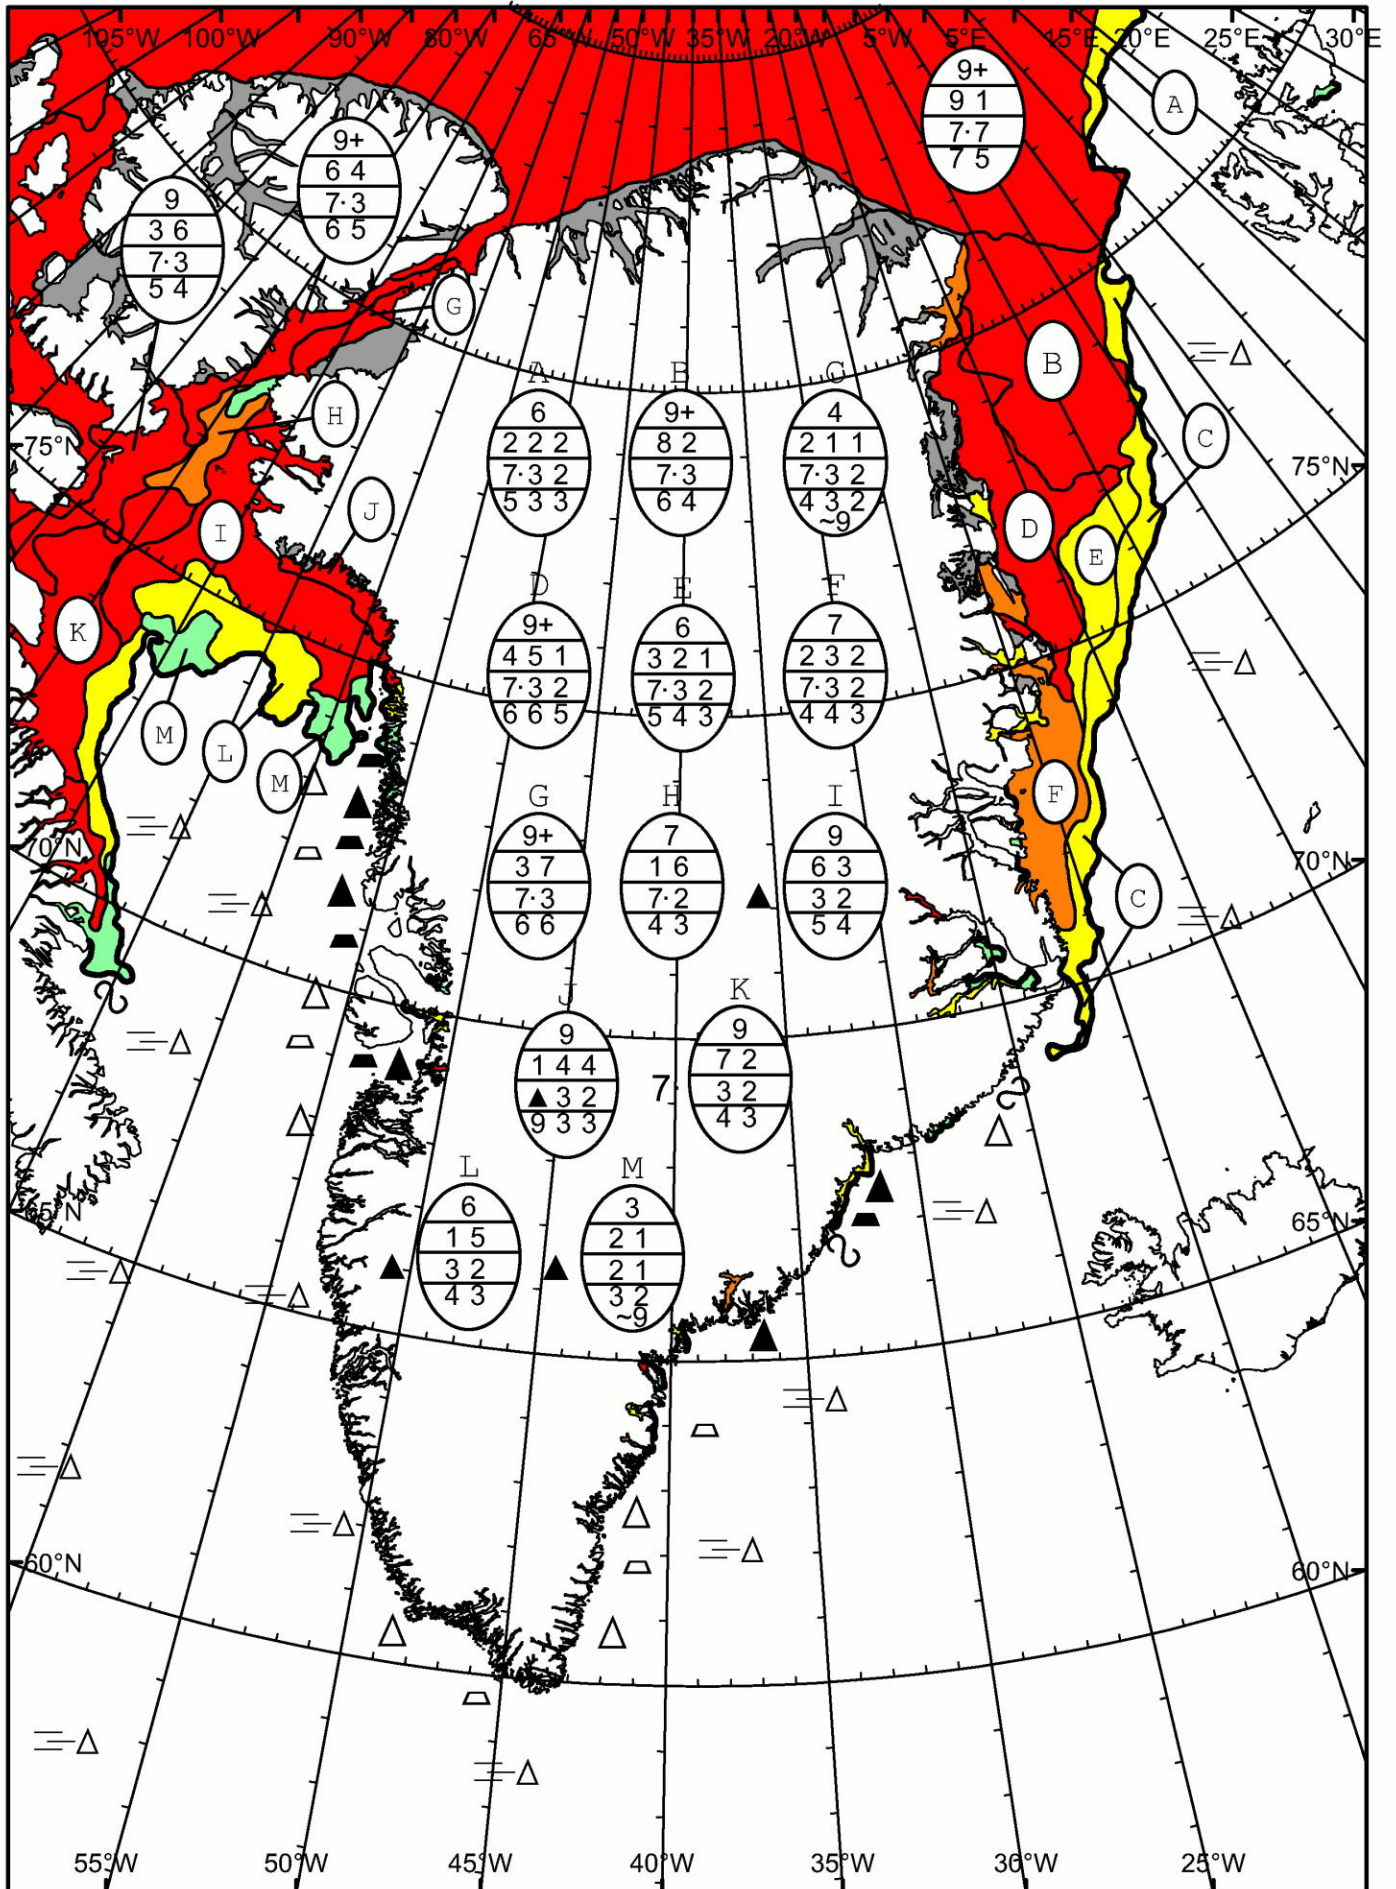 105°W 100°W 90°W 80°W 65°W 50°W 35°W 20°W 5°W 5°E 15°E 20°E 25°E 30°E
9+
9 1
7·7
7 5
A
9+
6 4
7·3
6 5
9
3 6
7·3
5 4
G
B
H
C
75°N
75°N
J
I
D
E
K
A
6
2 2 2
7·3 2
5 3 3
B
9+
8 2
7·3
6 4
C
4
2 1 1
7·3 2
4 3 2
~9
D
9+
4 5 1
7·3 2
6 6 5
E
6
3 2 1
7·3 2
5 4 3
F
7
2 3 2
7·3 2
4 4 3
M
L
M
F
70°N
70°N
C
G
9+
3 7
7·3
6 6
H
7
1 6
7·2
4 3
I
9
6 3
3 2
5 4
J
9
1 4 4
▲ 3 2
9 3 3
K
9
7 2
7· 3 2
4 3
L
6
1 5
3 2
4 3
M
3
2 1
2 1
3 2
~9
65°N
65°N
60°N
60°N
55°W 50°W 45°W 40°W 35°W 30°W 25°W